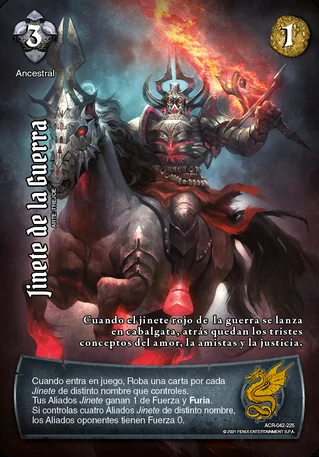 3
1
Ancestral
Jinete de la Guerra
Cuando el jinete rojo de la guerra se lanza
en cabalgata, atrás quedan los tristes
conceptos del amor, la amistas y la justicia.
Cuando entra en juego, Roba una carta por cada
Jinete de distinto nombre que controles.
Tus Aliados Jinete ganan 1 de Fuerza y Furia.
Si controlas cuatro Aliados Jinete de distinto nombre,
los Aliados oponentes tienen Fuerza 0.
ACR-042-225
© 2021 FENIX ENTERTAINMENT S.P.A.